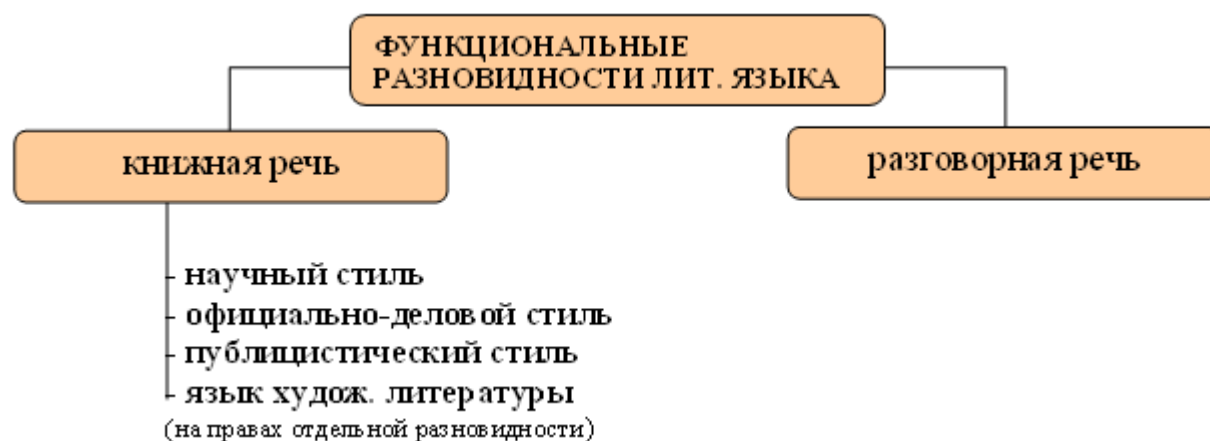 ФУНКЦИОНАЛЬНЫЕ
РАЗНОВИДНОСТИ ЛИТ. ЯЗЫКА
книжная речь
разговорная речь
- научный стиль
- официально-деловой стиль
- публицистический стиль
- язык худож. литературы
(на правах отдельной разновидности)